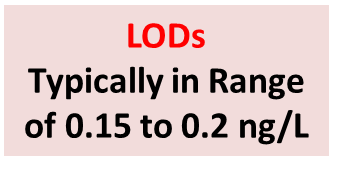 LODs
Typically in Range
of 0.15 to 0.2 ng/L